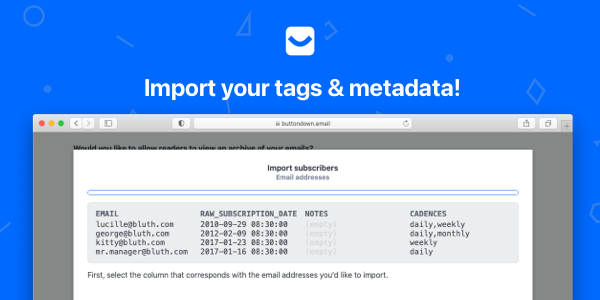 Import your tags & metadata!
buttondown.email
Would you like to allow readers to view an archive of your emails?
Import subscribers
Email addresses
EMAIL RAW_SUBSCRIPTION_DATE NOTES CADENCES
lucille@bluth.com 2010-09-29 08:30:00 (empty) daily,weekly
george@bluth.com 2012-02-09 08:30:00 (empty) daily,monthly
kitty@bluth.com 2017-01-23 08:30:00 (empty) weekly
mr.manager@bluth.com 2017-01-16 08:30:00 (empty) daily
First, select the column that corresponds with the email addresses you'd like to import.